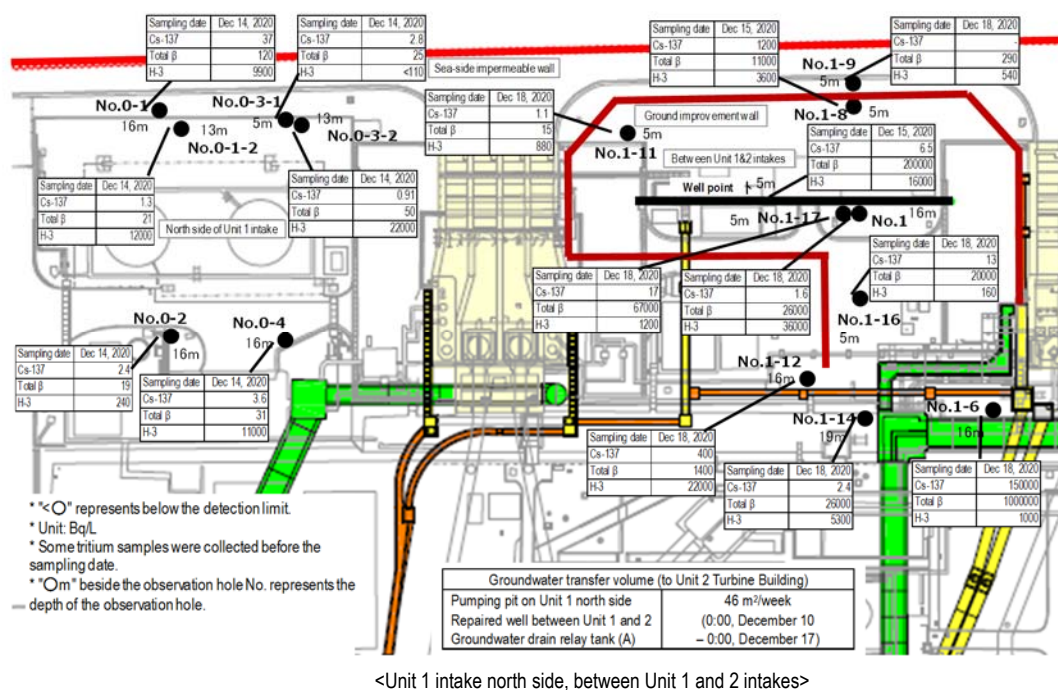 Sampling date Dec 14, 2020
Cs-137 37
Total β 120
H-3 9900
Sampling date Dec 14, 2020
Cs-137 2.8
Total β 25
H-3 <110
Sampling date Dec 15, 2020
Cs-137 1200
Total β 11000
H-3 3600
Sampling date Dec 18, 2020
Cs-137 -
Total β 290
H-3 540
Sea-side impermeable wall
No.1-9
5m
No.0-1
16m
13m
No.0-1-2
No.0-3-1
5m
13m
No.0-3-2
Sampling date Dec 18, 2020
Cs-137 1.1
Total β 15
H-3 880
5m
No.1-11
Ground improvement wall
No.1-8
5m
Between Unit 1&2 intakes
Sampling date Dec 15, 2020
Cs-137 6.5
Total β 200000
H-3 16000
Well point
5m
Sampling date Dec 14, 2020
Cs-137 1.3
Total β 21
H-3 12000
North side of Unit 1 intake
Sampling date Dec 14, 2020
Cs-137 0.91
Total β 50
H-3 22000
5m
No.1-17
No.1
16m
Sampling date Dec 18, 2020
Cs-137 13
Total β 20000
H-3 160
Sampling date Dec 18, 2020
Cs-137 17
Total β 67000
H-3 1200
Sampling date Dec 18, 2020
Cs-137 1.6
Total β 26000
H-3 36000
No.1-16
5m
No.0-2
16m
No.0-4
16m
Sampling date Dec 14, 2020
Cs-137 2.4
Total β 19
H-3 240
Sampling date Dec 14, 2020
Cs-137 3.6
Total β 31
H-3 11000
No.1-12
16m
No.1-14
19m
No.1-6
16m
Sampling date Dec 18, 2020
Cs-137 400
Total β 1400
H-3 22000
Sampling date Dec 18, 2020
Cs-137 2.4
Total β 26000
H-3 5300
Sampling date Dec 18, 2020
Cs-137 150000
Total β 1000000
H-3 1000
* "<O" represents below the detection limit.
* Unit: Bq/L
* Some tritium samples were collected before the
sampling date.
* "Om" beside the observation hole No. represents the
depth of the observation hole.
Groundwater transfer volume (to Unit 2 Turbine Building)
Pumping pit on Unit 1 north side 46 m²/week
Repaired well between Unit 1 and 2 (0:00, December 10
Groundwater drain relay tank (A) – 0:00, December 17)
<Unit 1 intake north side, between Unit 1 and 2 intakes>